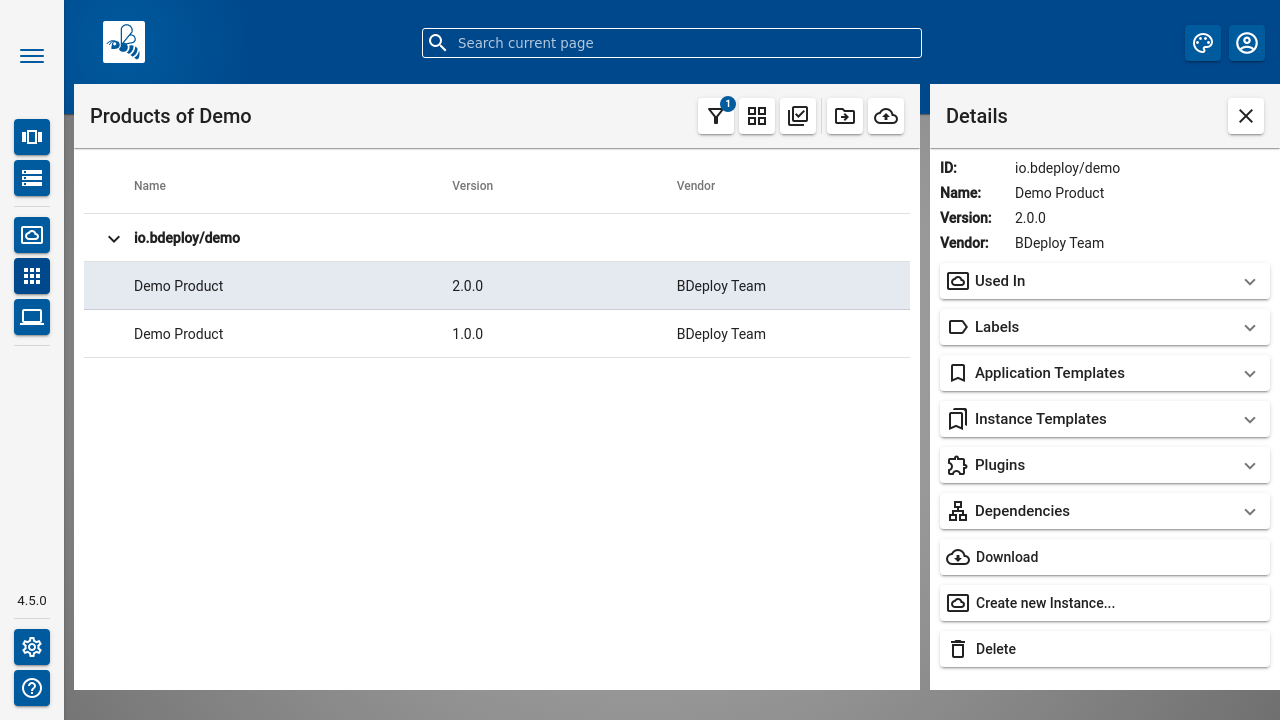 Search current page
Products of Demo
1
Details
Name Version Vendor
io.bdeploy/demo
Demo Product 2.0.0 BDeploy Team
Demo Product 1.0.0 BDeploy Team
ID: io.bdeploy/demo
Name: Demo Product
Version: 2.0.0
Vendor: BDeploy Team
Used In
Labels
Application Templates
Instance Templates
Plugins
Dependencies
Download
Create new Instance...
Delete
4.5.0